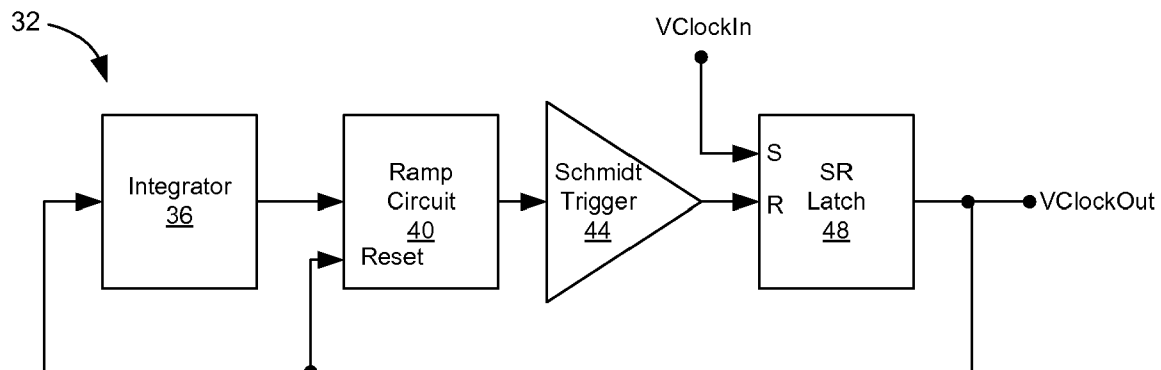 32
VClockIn
Integrator
36
Ramp
Circuit
40
Reset
Schmidt
Trigger
44
S
R
SR
Latch
48
VClockOut